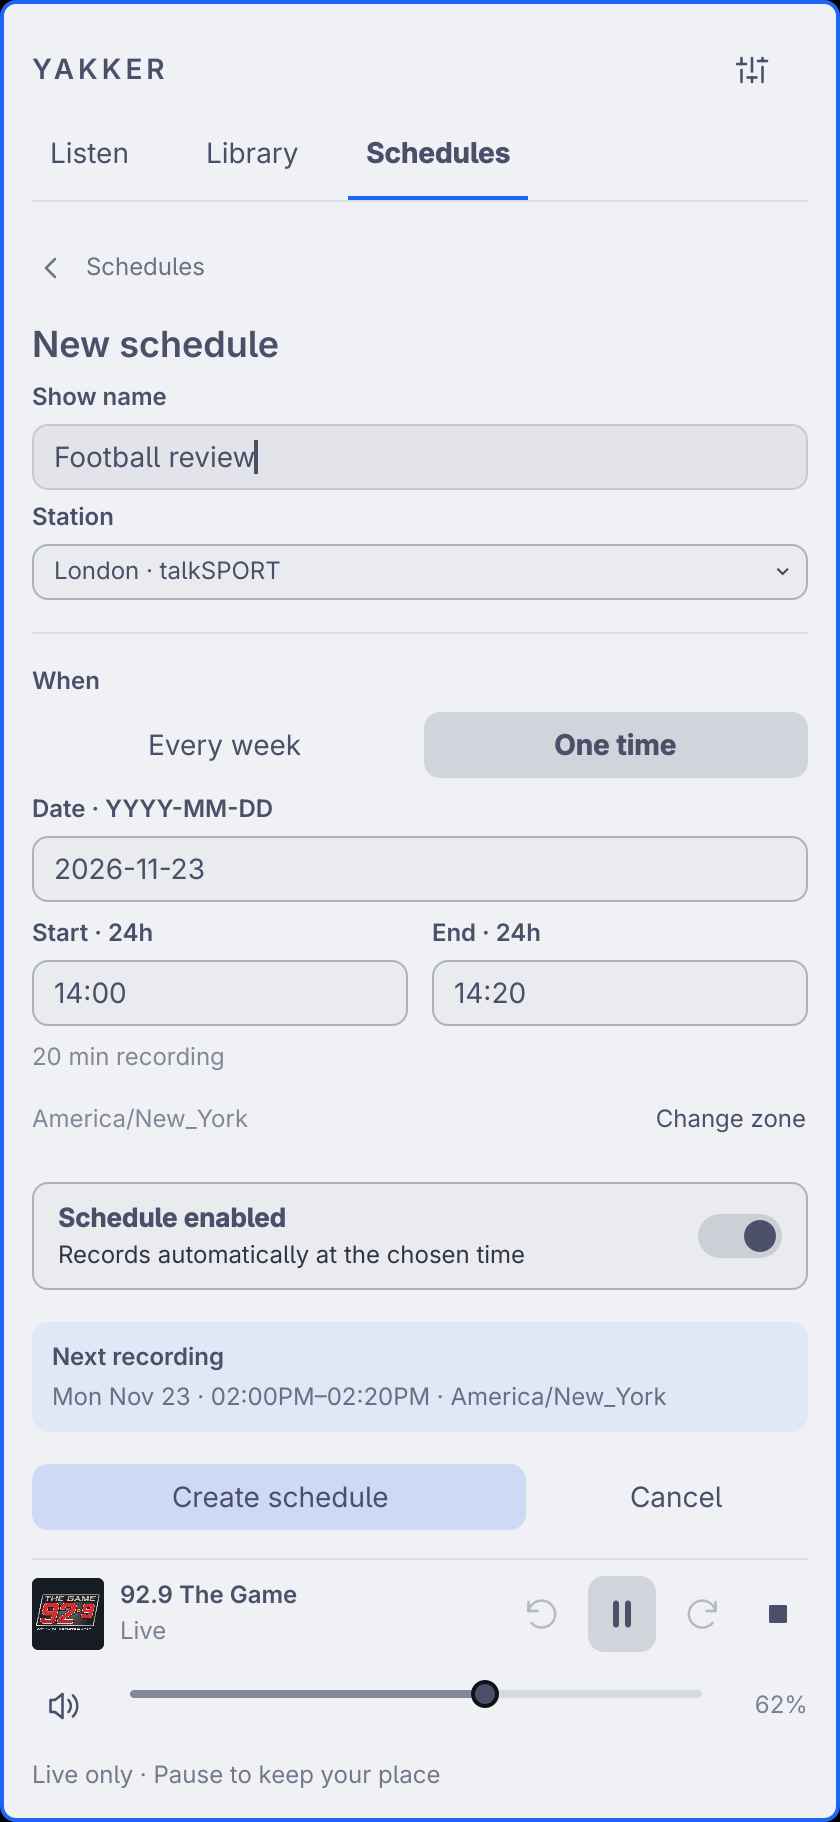 YAKKER
Listen Library Schedules
Schedules
New schedule
Show name
Football review
Station
London · talkSPORT
When
Every week One time
Date · YYYY-MM-DD
2026-11-23
Start · 24h End · 24h
14:00 14:20
20 min recording
America/New_York Change zone
Schedule enabled
Records automatically at the chosen time
Next recording
Mon Nov 23 · 02:00PM–02:20PM · America/New_York
Create schedule Cancel
THE GAME
92.9
92.9 The Game
Live
62%
Live only · Pause to keep your place